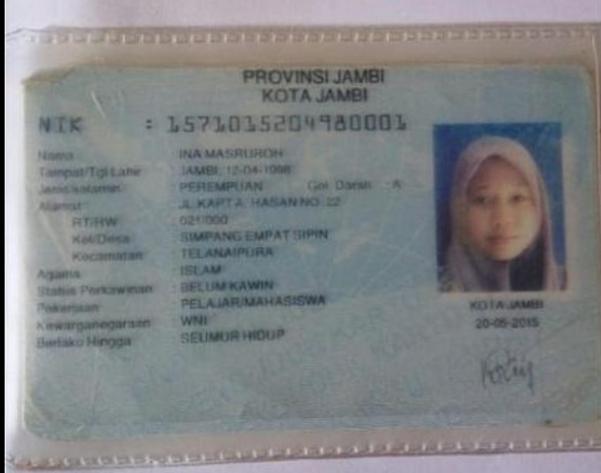 PROVINSI JAMBI
KOTA JAMBI
NIK : 1571015204980001
Nama : INA MASRUROH
Tempat/Tgl Lahir : JAMBI, 12-04-1998
Jenis kelamin : PEREMPUAN Gol. Darah : A
Alamat : JL. KAPT A. HASAN NO. 22
RT/RW : 021/000
Kel/Desa : SIMPANG EMPAT SIPIN
Kecamatan : TELANAIPURA
Agama : ISLAM
Status Perkawinan : BELUM KAWIN
Pekerjaan : PELAJAR/MAHASISWA
Kewarganegaraan : WNI
Berlaku Hingga : SEUMUR HIDUP
KOTA JAMBI
20-05-2015